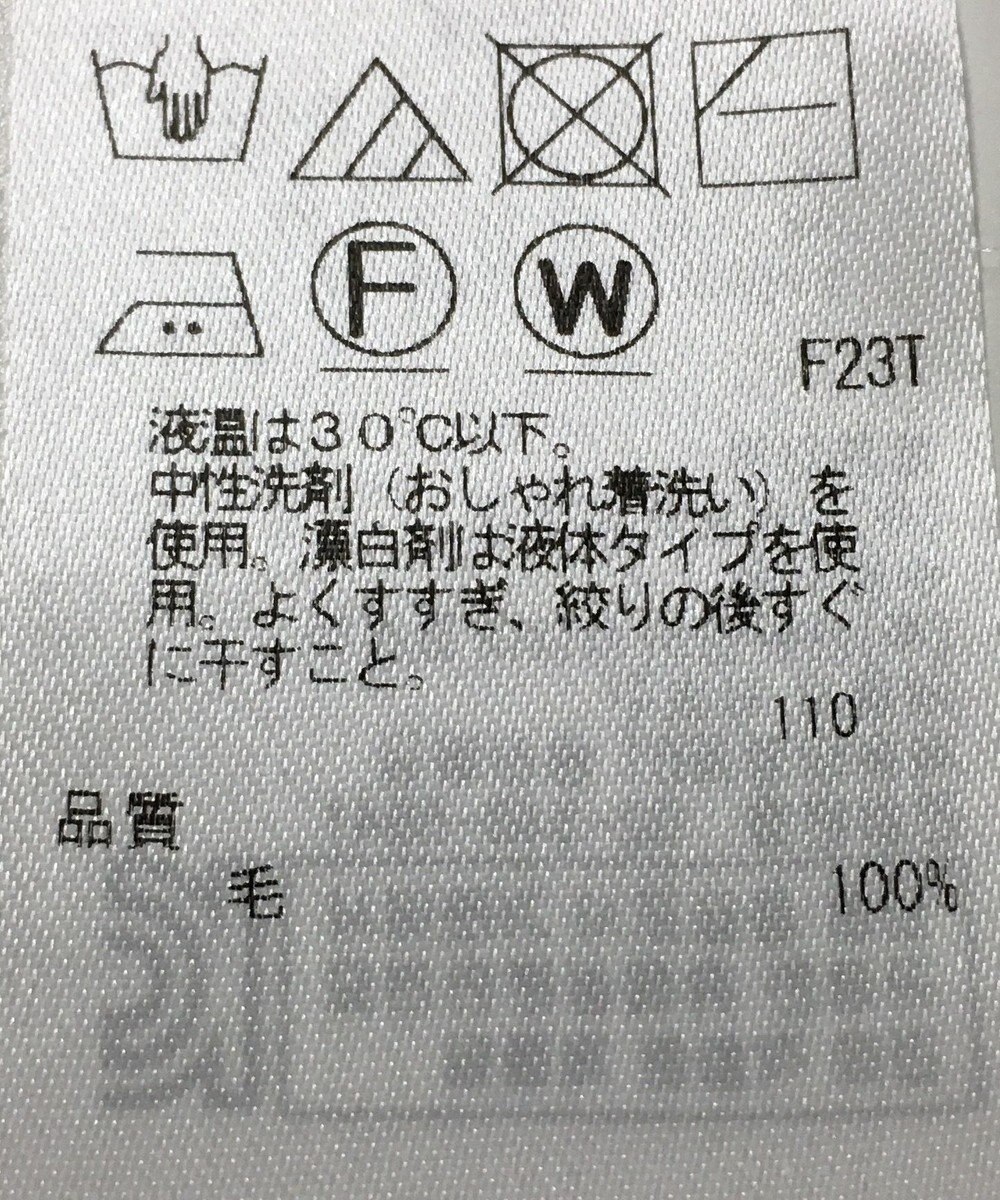 F W
F23T
液温は30℃以下。
中性洗剤（おしゃれ着洗い）を
使用。漂白剤は液体タイプを使
用。よくすすぎ、絞りの後すぐ
に干すこと。
110
品質
毛 100%